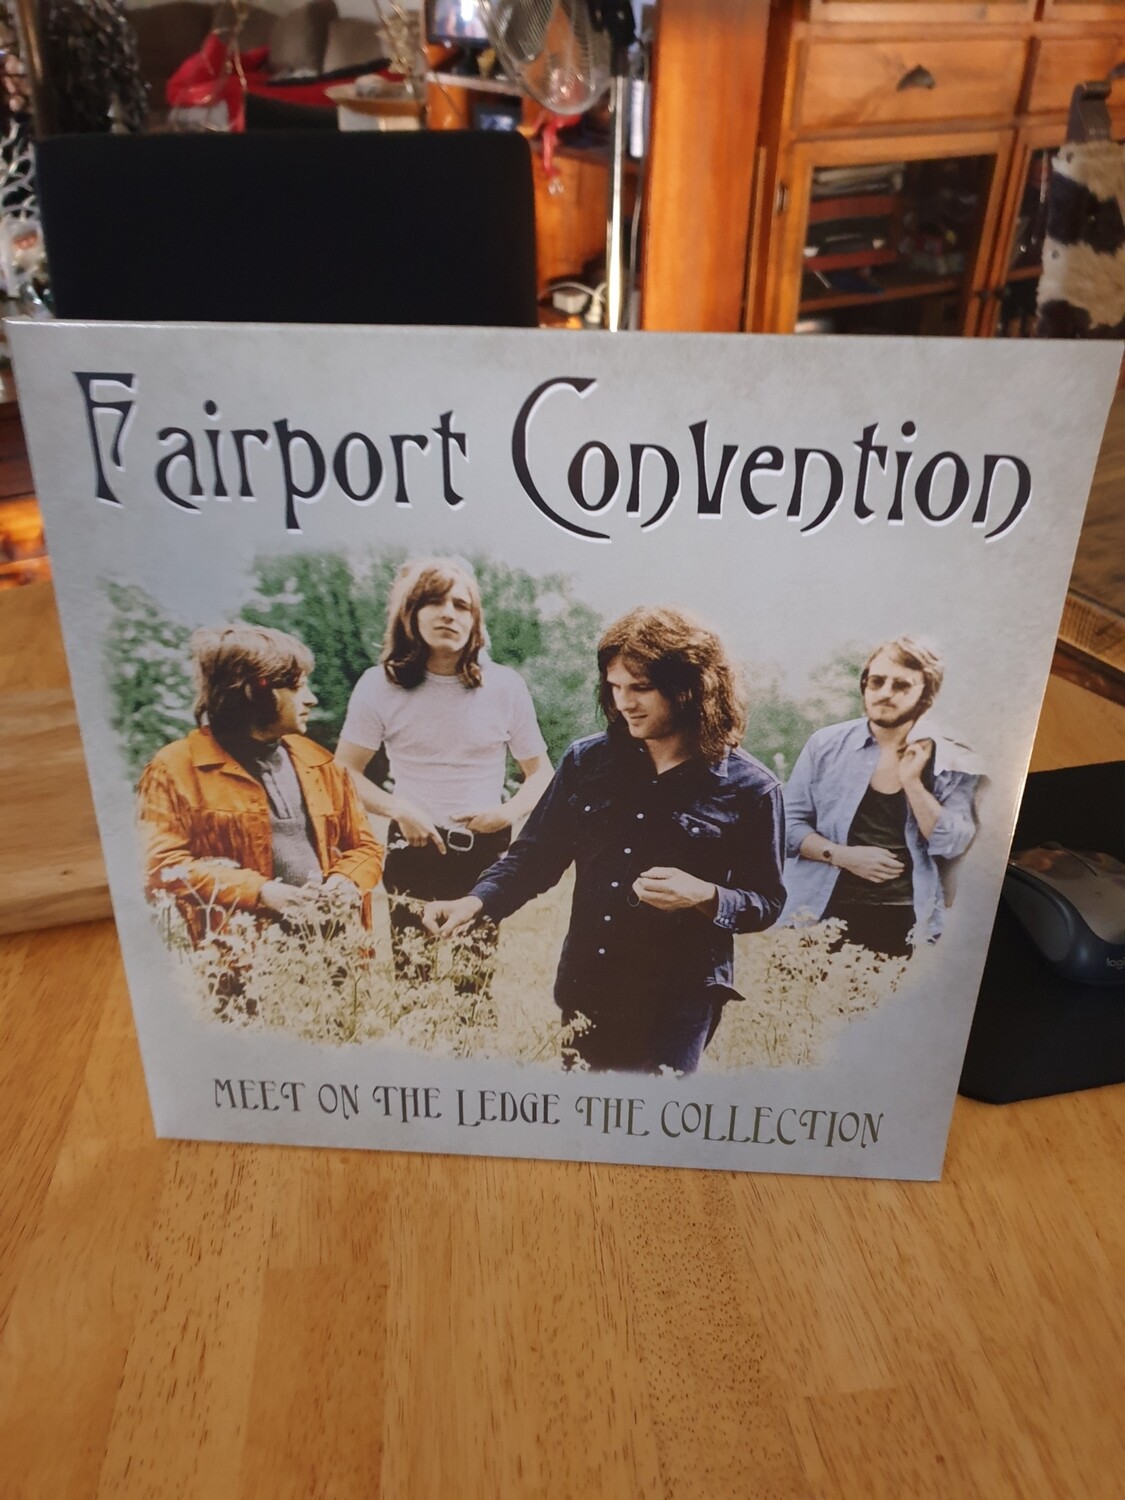 Fairport Convention
MEET ON THE LEDGE THE COLLECTION